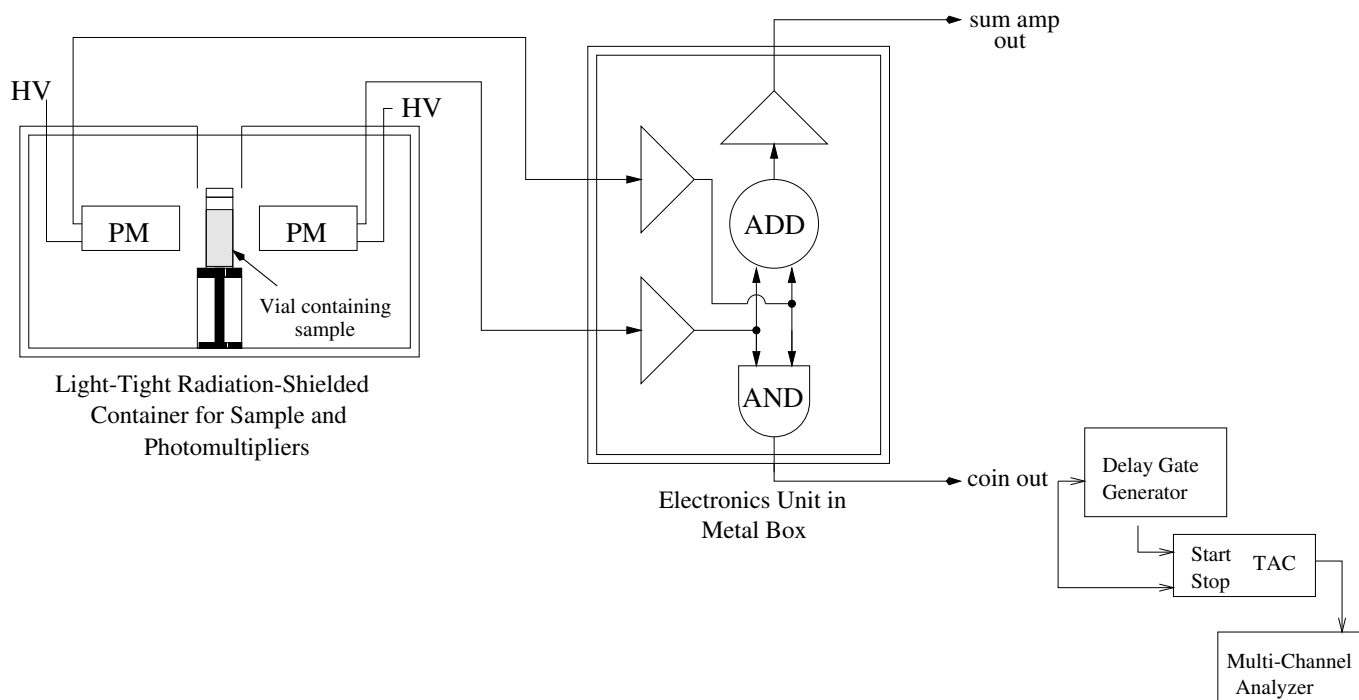 sum amp
out
HV
HV
PM
PM
Vial containing
sample
Light-Tight Radiation-Shielded
Container for Sample and
Photomultipliers
ADD
AND
Electronics Unit in
Metal Box
coin out
Delay Gate
Generator
Start
Stop
TAC
Multi-Channel
Analyzer